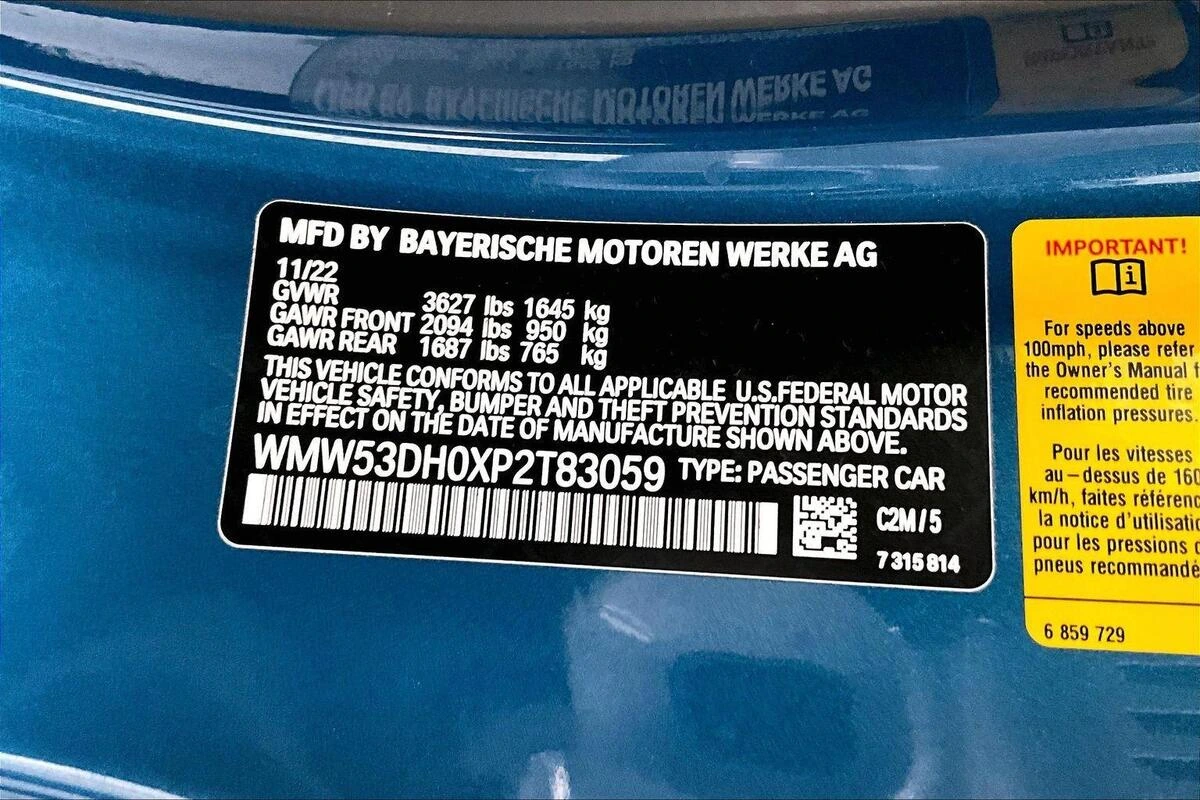 MFD BY BAYERISCHE MOTOREN WERKE AG
11/22
GVWR 3627 lbs 1645 kg
GAWR FRONT 2094 lbs 950 kg
GAWR REAR 1687 lbs 765 kg
THIS VEHICLE CONFORMS TO ALL APPLICABLE U.S.FEDERAL MOTOR
VEHICLE SAFETY, BUMPER AND THEFT PREVENTION STANDARDS
IN EFFECT ON THE DATE OF MANUFACTURE SHOWN ABOVE.
WMW53DH0XP2T83059 TYPE: PASSENGER CAR
C2M/5
7 315 814
IMPORTANT!
i
For speeds above
100mph, please refer
the Owner's Manual f
recommended tire
inflation pressures.
Pour les vitesses
au-dessus de 160
km/h, faites référenc
la notice d'utilisatio
pour les pressions d
pneus recommandé
6 859 729